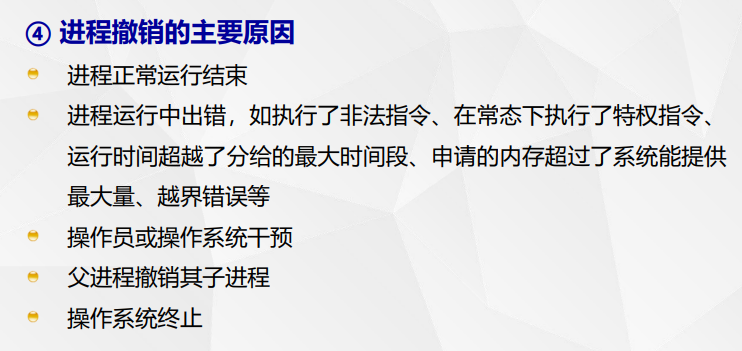 ④ 进程撤销的主要原因
进程正常运行结束
进程运行中出错，如执行了非法指令、在常态下执行了特权指令、
运行时间超越了分给的最大时间段、申请的内存超过了系统能提供
最大量、越界错误等
操作员或操作系统干预
父进程撤销其子进程
操作系统终止